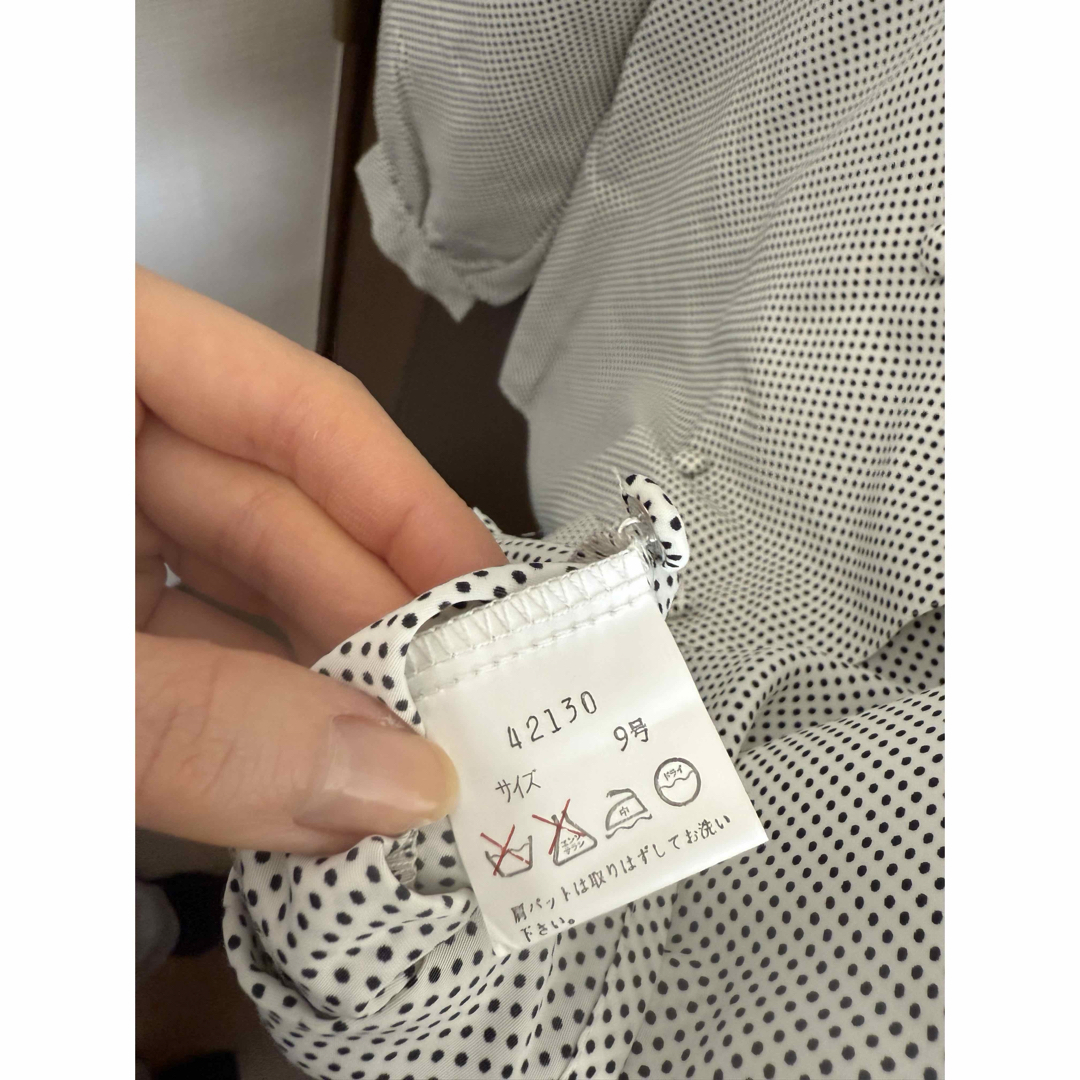 42130
サイズ 9号
エンソ サラシ 中 ドライ
肩パットは取りはずしてお洗い
下さい。